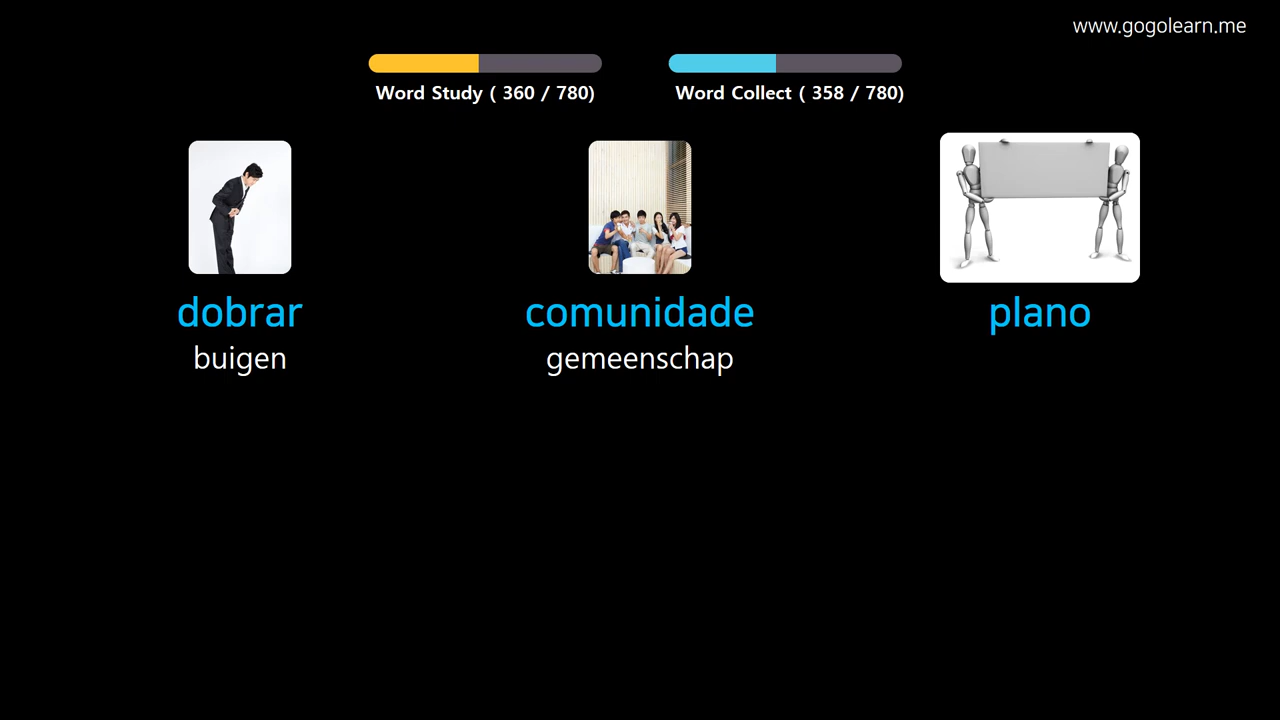 www.gogolearn.me
Word Study ( 360 / 780)
Word Collect ( 358 / 780)
dobrar
comunidade
plano
buigen
gemeenschap